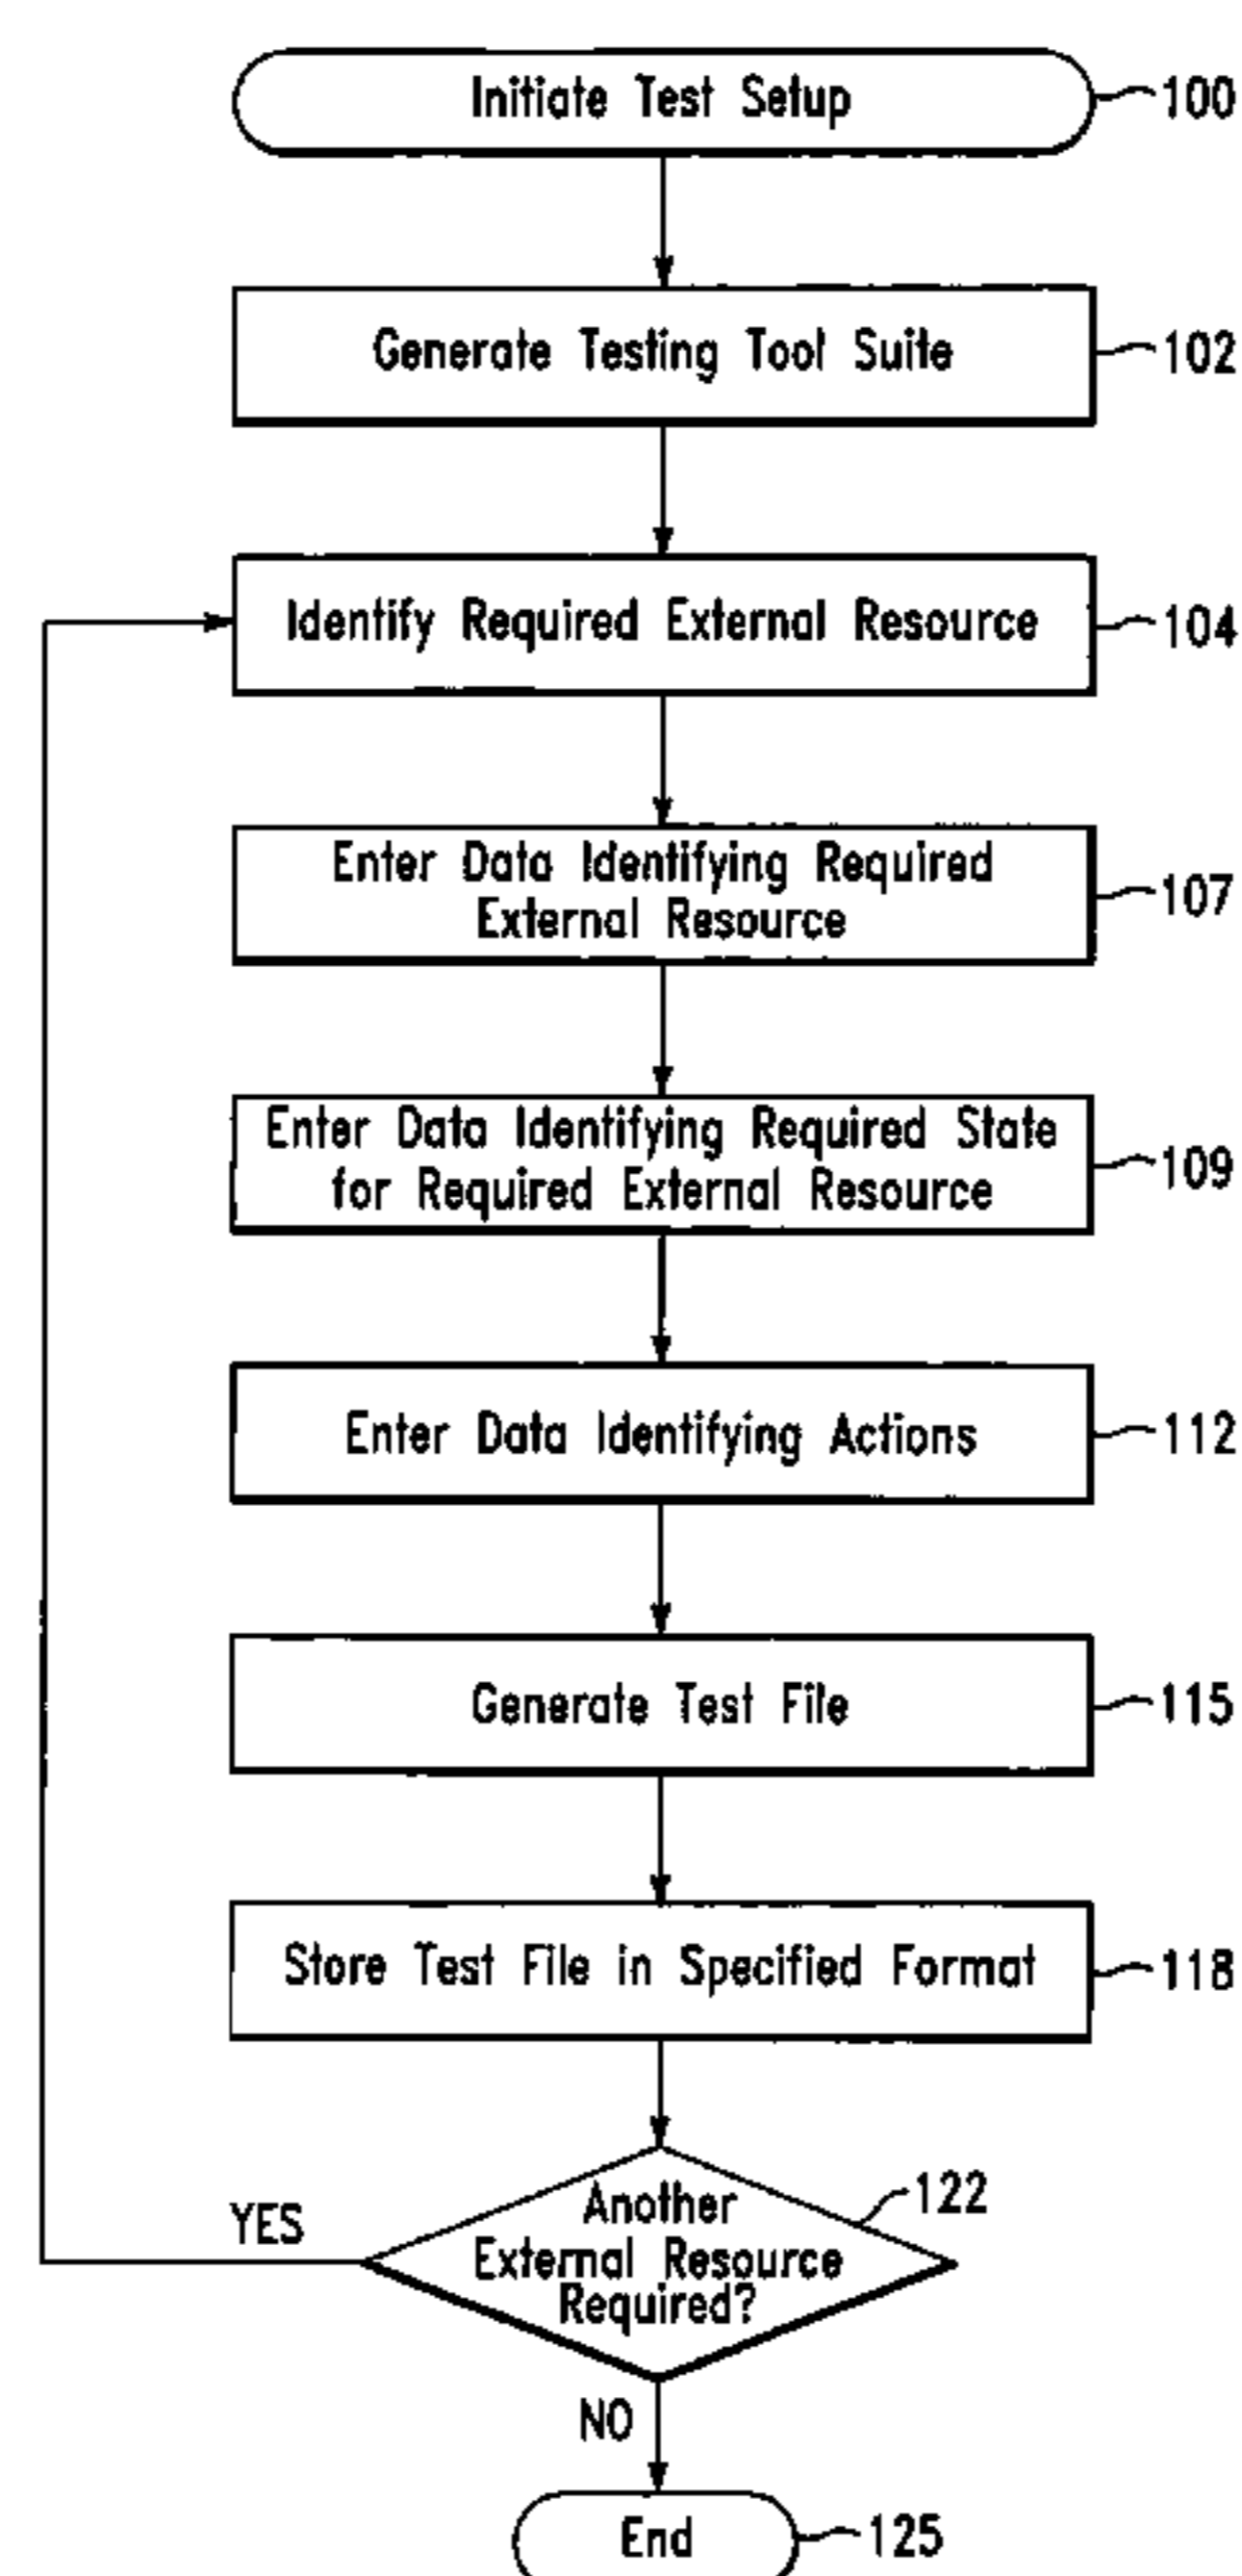 Initiate Test Setup
100
Generate Testing Tool Suite
102
Identify Required External Resource
104
Enter Data Identifying Required
External Resource
107
Enter Data Identifying Required State
for Required External Resource
109
Enter Data Identifying Actions
112
Generate Test File
115
Store Test File in Specified Format
118
Another
External Resource
Required?
122
YES
NO
End
125